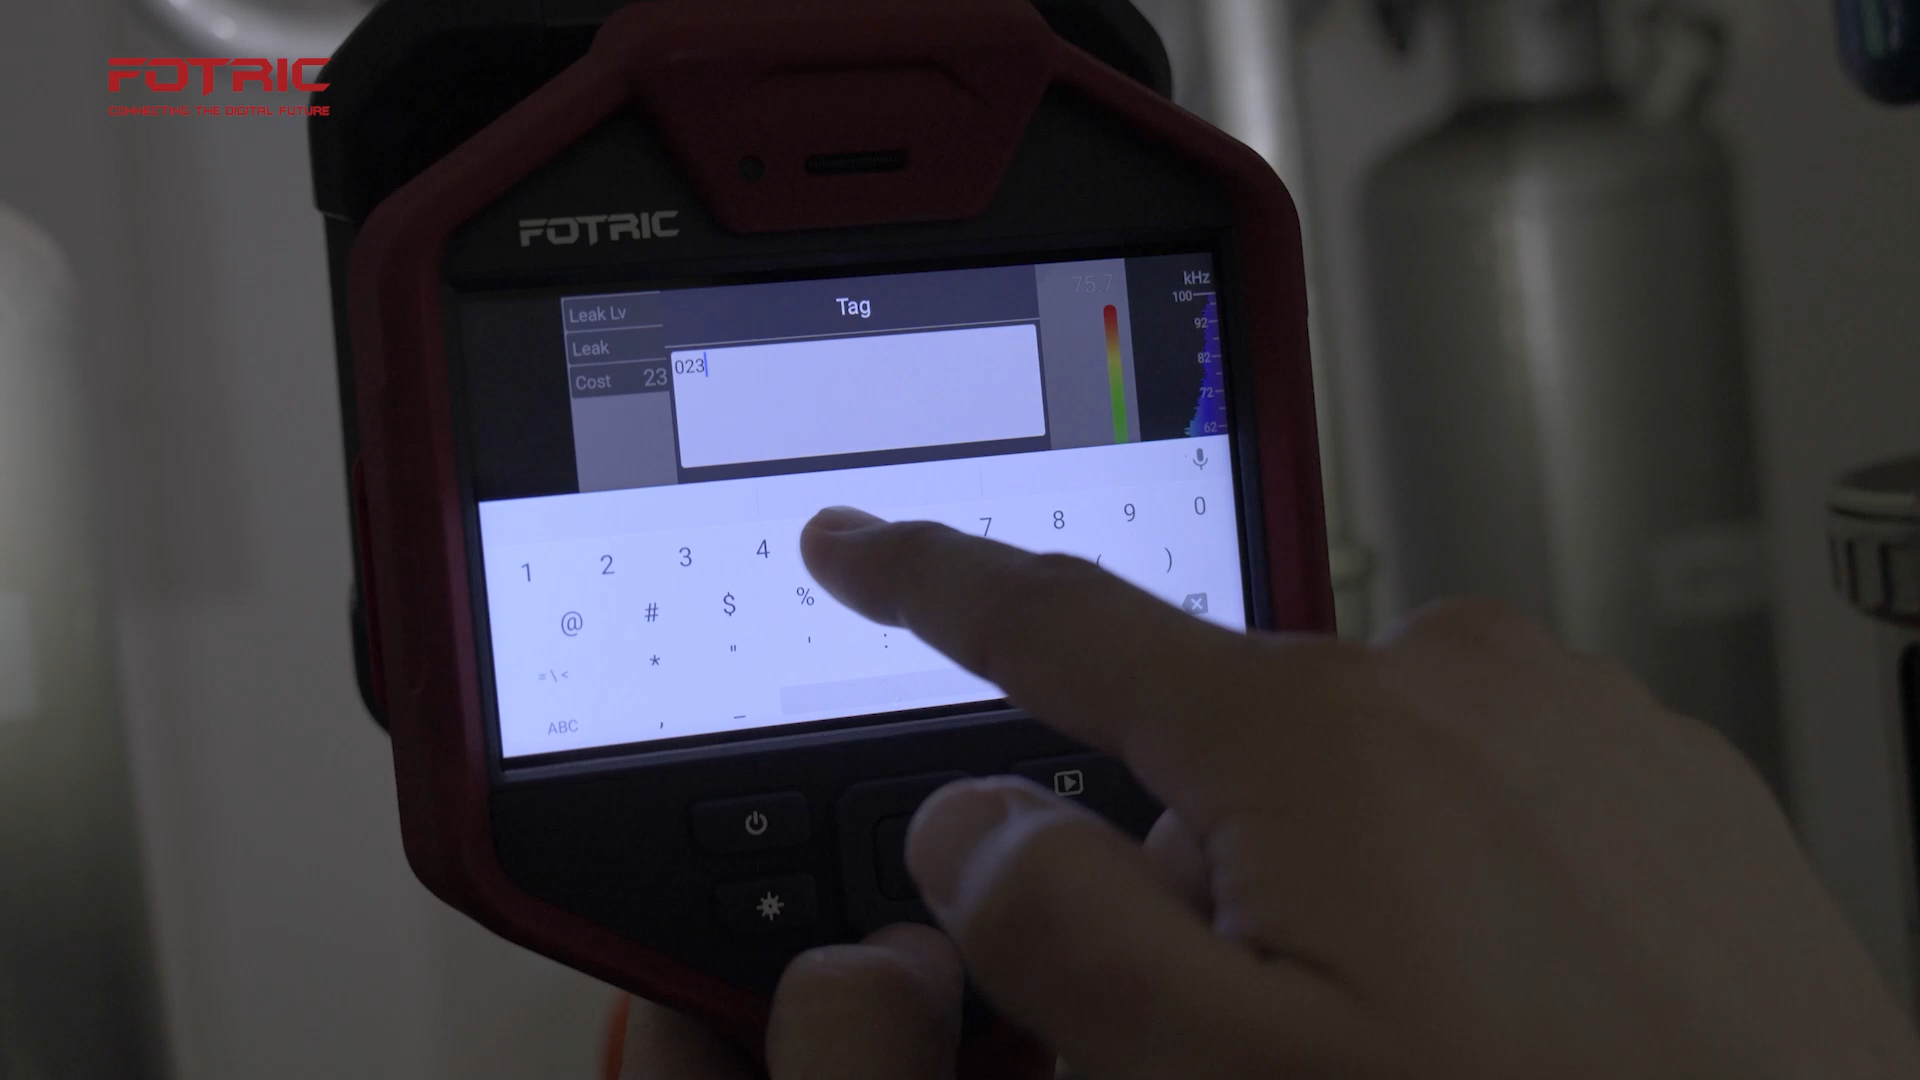 FOTRIC
CONNECTING THE DIGITAL FUTURE
FOTRIC
Tag
75.7
kHz
Leak Lv
100
023
92
Leak
82
Cost 23
72
62
1 2 3 4 7 8 9 0
@ # $ % ( )
=\< * " ' :
ABC , _